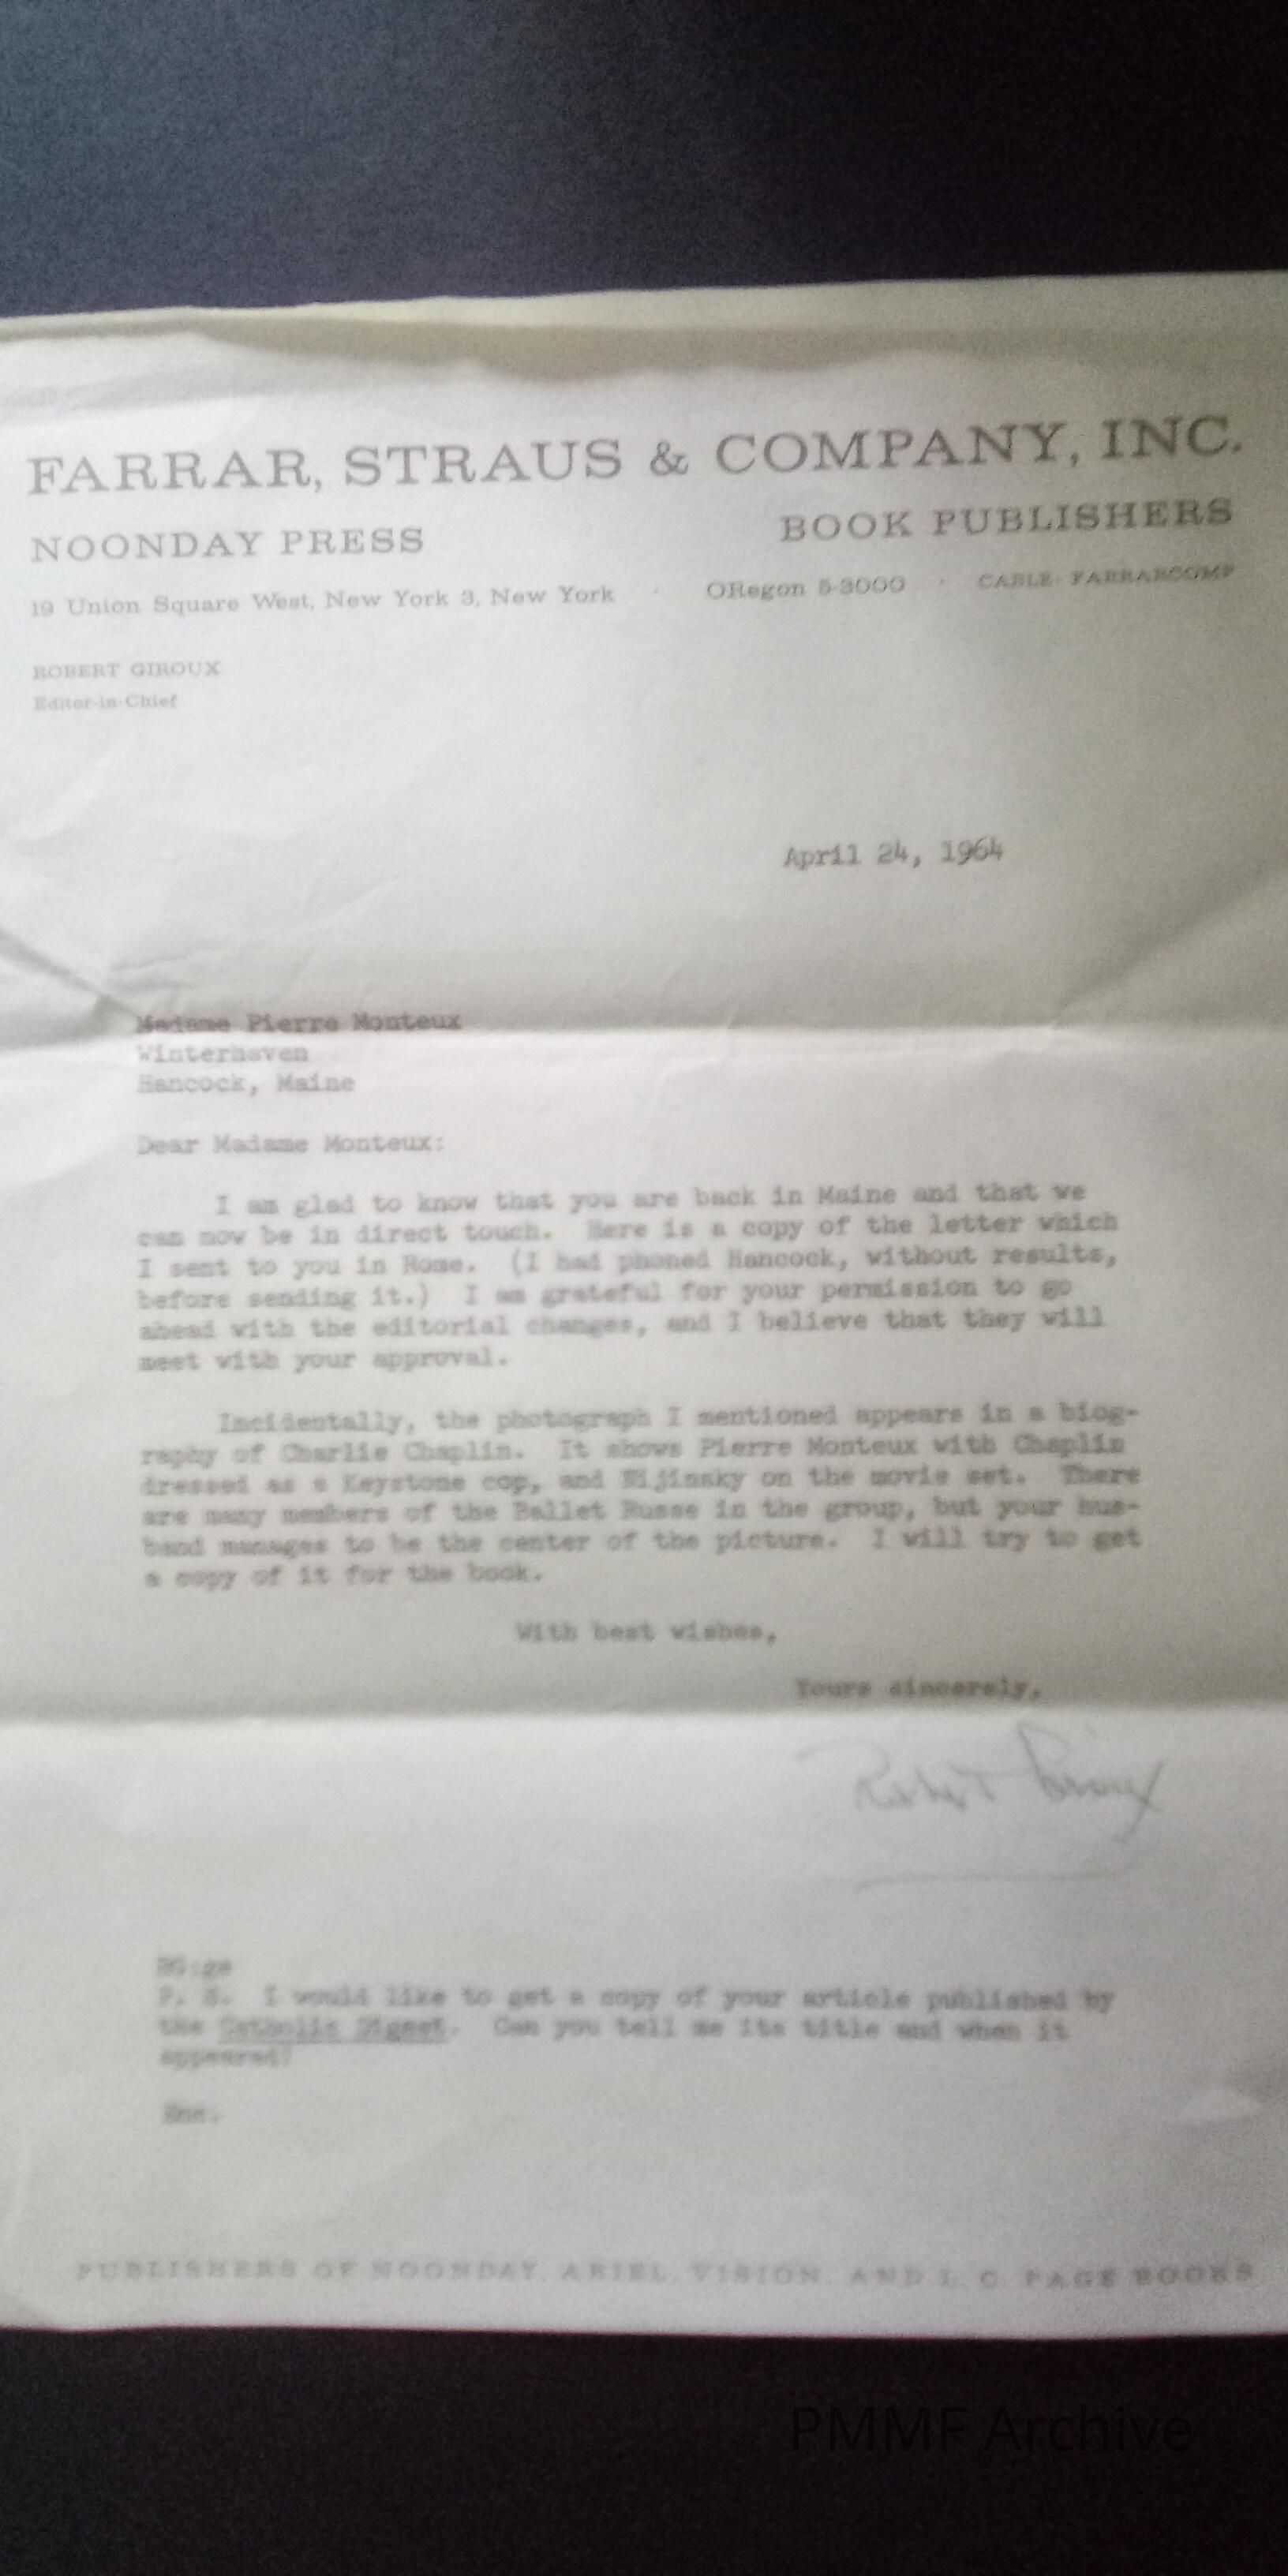 FARRAR, STRAUS & COMPANY, INC.
NOONDAY PRESS BOOK PUBLISHERS
19 Union Square West, New York 3, New York · ORegon 5-3000 · CABLE: FARRARCOMP
ROBERT GIROUX
Editor-in-Chief
April 24, 1964
Madame Pierre Monteux
Winterhaven
Hancock, Maine
Dear Madame Monteux:
I am glad to know that you are back in Maine and that we
can now be in direct touch. Here is a copy of the letter which
I sent to you in Rome. (I had phoned Hancock, without results,
before sending it.) I am grateful for your permission to go
ahead with the editorial changes, and I believe that they will
meet with your approval.
Incidentally, the photograph I mentioned appears in a biog-
raphy of Charlie Chaplin. It shows Pierre Monteux with Chaplin
dressed as a Keystone cop, and Nijinsky on the movie set. There
are many members of the Ballet Russe in the group, but your hus-
band manages to be the center of the picture. I will try to get
a copy of it for the book.
With best wishes,
Yours sincerely,
Robert Giroux
RG:gm
P. S. I would like to get a copy of your article published by
the Catholic Digest. Can you tell me its title and when it
appeared?
Enc.
PUBLISHERS OF NOONDAY, ARIEL, VISION, AND L. C. PAGE BOOKS
PMMF Archive